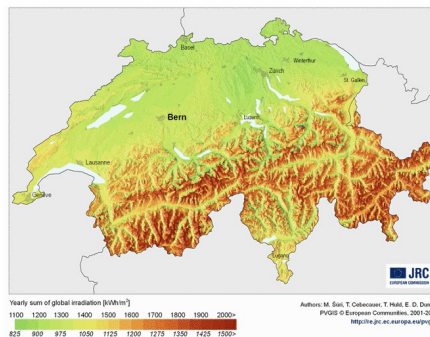 Basel
Winterthur
Zürich
St. Gallen
Bern
Luzern
Lausanne
Genève
Lugano
JRC
EUROPEAN COMMISSION
Yearly sum of global irradiation [kWh/m²]
1100 1200 1300 1400 1500 1600 1700 1800 1900 2000>
825 900 975 1050 1125 1200 1275 1350 1425 1500>
Authors: M. Šúri, T. Cebecauer, T. Huld, E. D. Dun
PVGIS © European Communities, 2001-20
http://re.jrc.ec.europa.eu/pvg